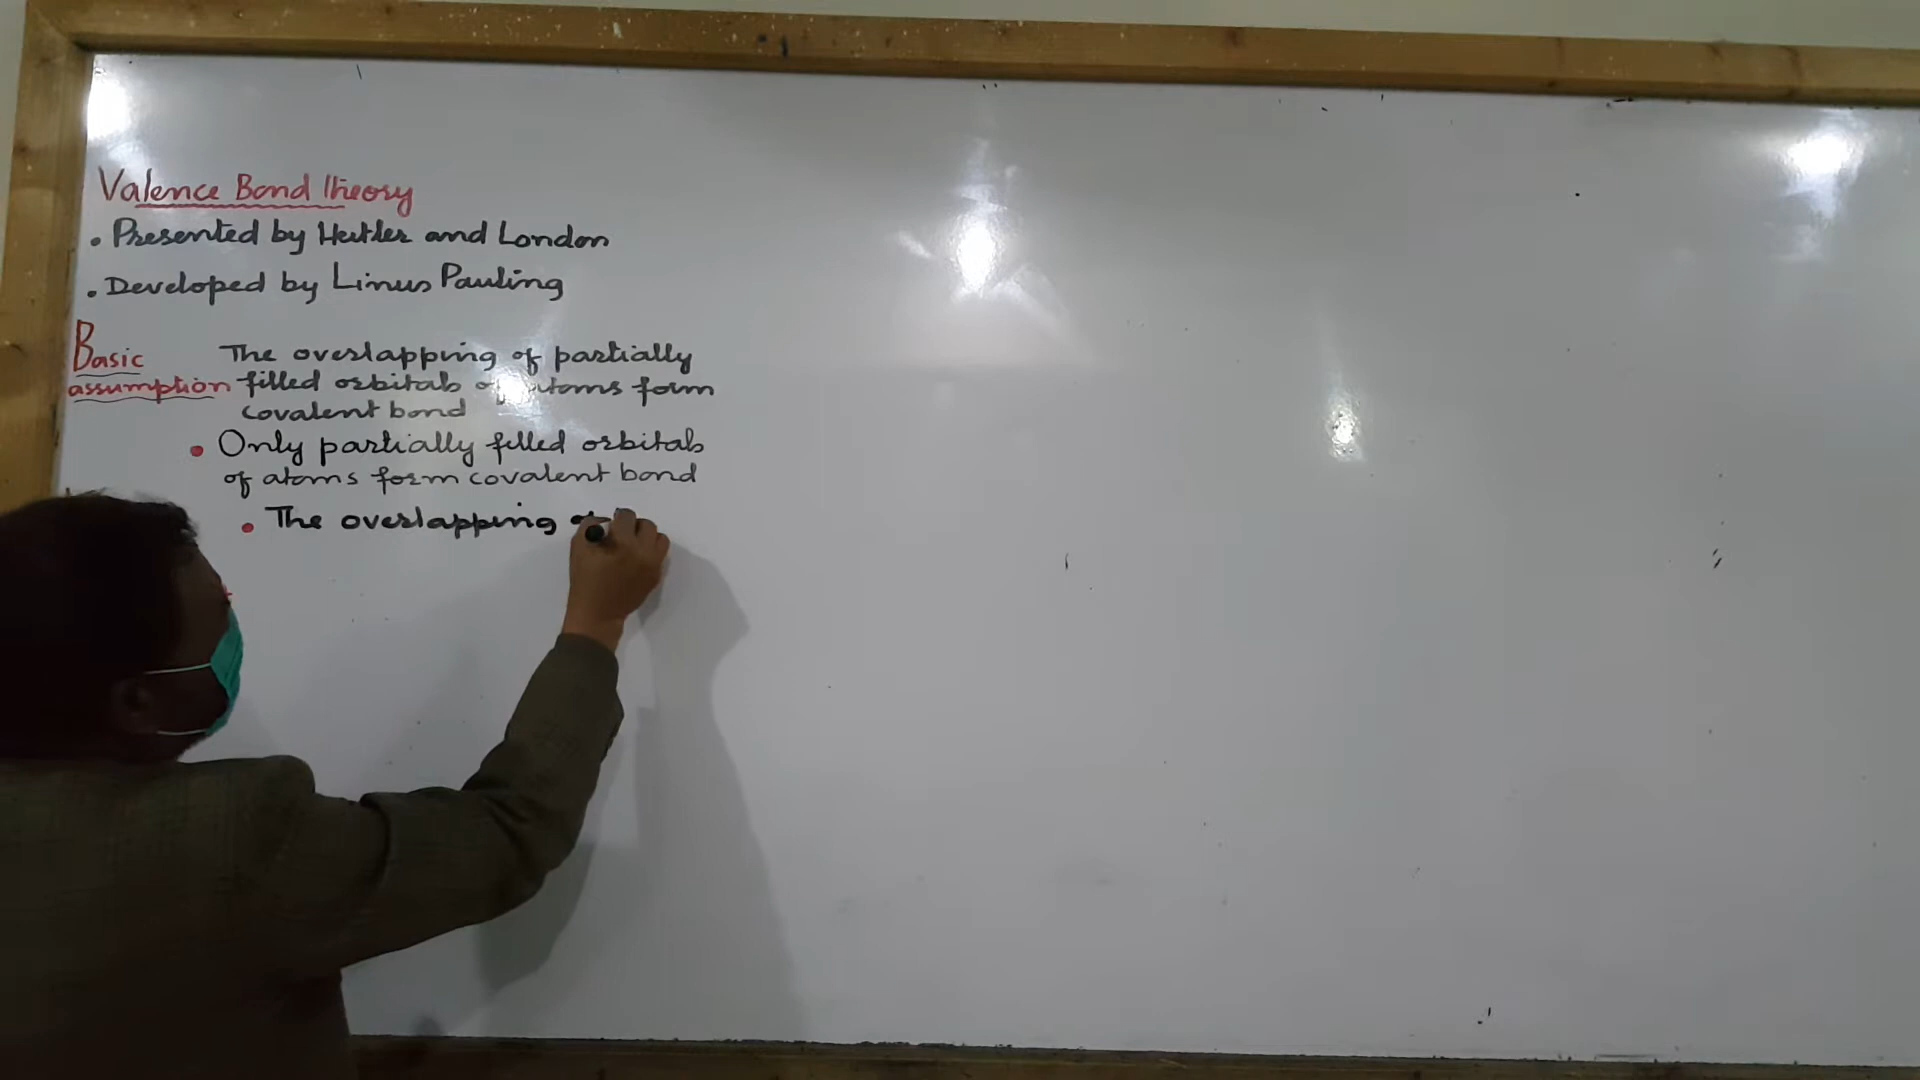 Valence Bond theory
. Presented by Heitler and London
. Developed by Linus Pauling
Basic The overlapping of partially
assumption filled orbitals of atoms form
covalent bond
• Only partially filled orbitals
of atoms form covalent bond
• The overlapping